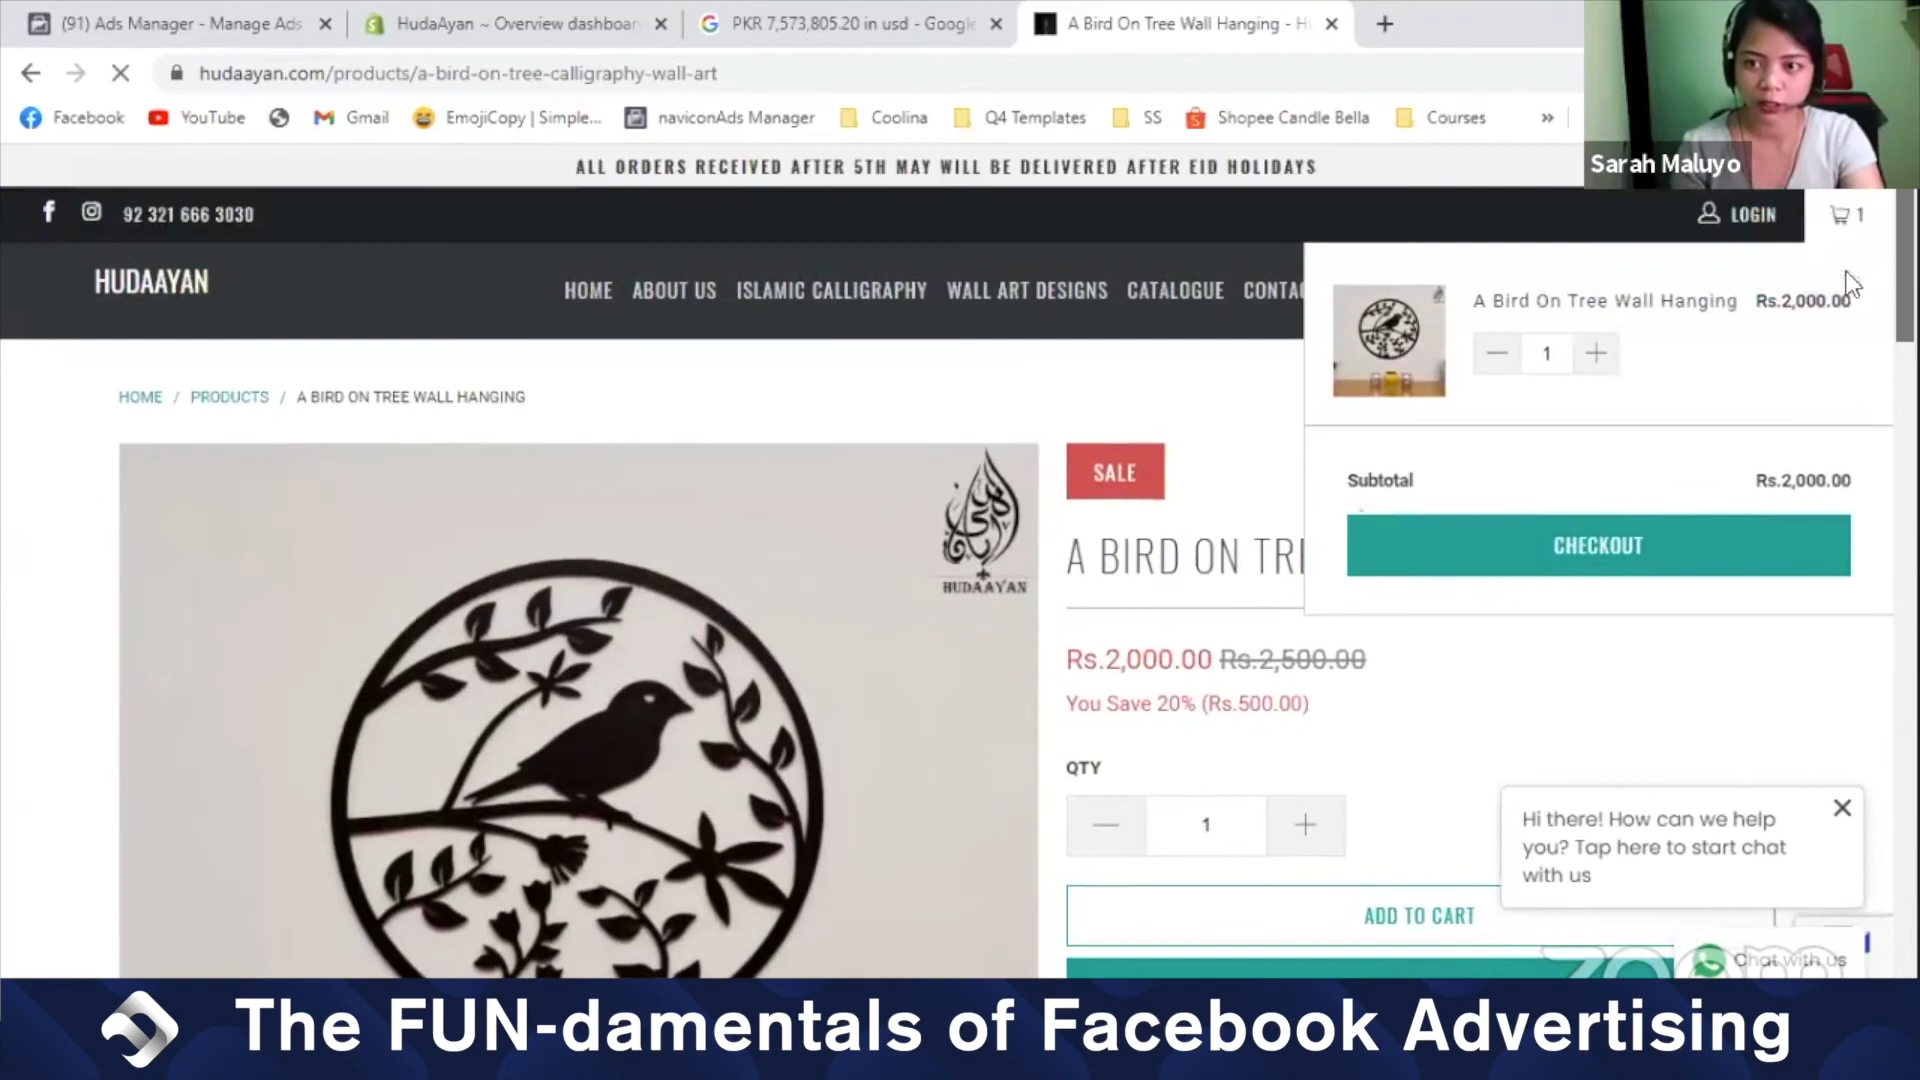 (91) Ads Manager - Manage Ads
HudaAyan ~ Overview dashboar
PKR 7,573,805.20 in usd - Google
A Bird On Tree Wall Hanging - H
hudaayan.com/products/a-bird-on-tree-calligraphy-wall-art
Facebook
YouTube
Gmail
EmojiCopy | Simple...
naviconAds Manager
Coolina
Q4 Templates
SS
Shopee Candle Bella
Courses
»
Sarah Maluyo
ALL ORDERS RECEIVED AFTER 5TH MAY WILL BE DELIVERED AFTER EID HOLIDAYS
92 321 666 3030
LOGIN
1
HUDAAYAN
HOME
ABOUT US
ISLAMIC CALLIGRAPHY
WALL ART DESIGNS
CATALOGUE
CONTAC
A Bird On Tree Wall Hanging
Rs.2,000.00
1
Subtotal
Rs.2,000.00
CHECKOUT
HOME / PRODUCTS / A BIRD ON TREE WALL HANGING
HUDAAYAN
SALE
A BIRD ON TRE
Rs.2,000.00 Rs.2,500.00
You Save 20% (Rs.500.00)
QTY
1
Hi there! How can we help
you? Tap here to start chat
with us
ADD TO CART
zoom
Chat with us
The FUN-damentals of Facebook Advertising